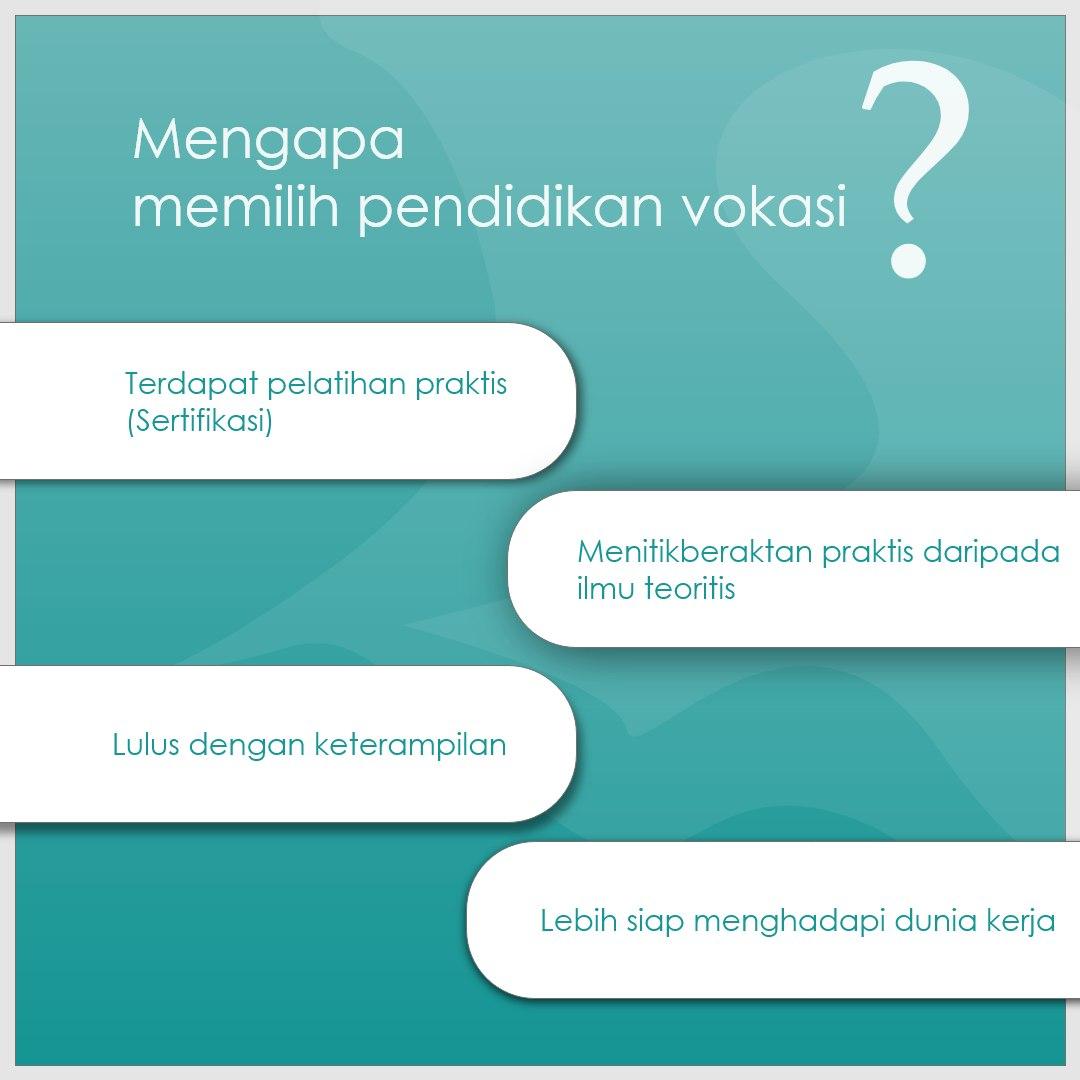 Mengapa
memilih pendidikan vokasi?
Terdapat pelatihan praktis
(Sertifikasi)
Menitikberaktan praktis daripada
ilmu teoritis
Lulus dengan keterampilan
Lebih siap menghadapi dunia kerja